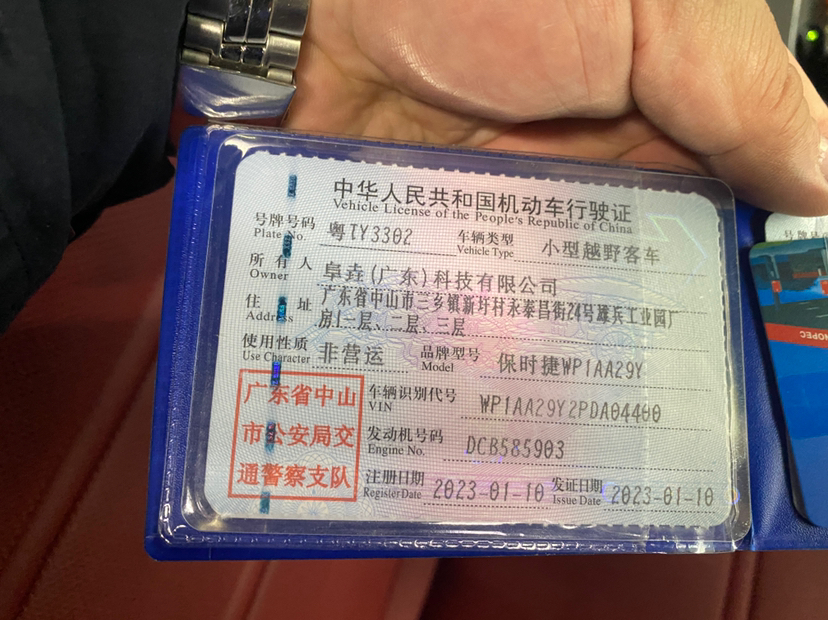 中华人民共和国机动车行驶证
Vehicle License of the People's Republic of China
号牌号码 粤TY3302 车辆类型 小型越野客车
Plate No. Vehicle Type
所有人 阜垚(广东)科技有限公司
Owner
住址 广东省中山市三乡镇新圩村永泰昌街24号雄兵工业园厂
Address 房1一层、二层、三层
使用性质 非营运 品牌型号 保时捷WP1AA29Y
Use Character Model
广东省中山
市公安局交
通警察支队
车辆识别代号 WP1AA29Y2PDA04400
VIN
发动机号码 DCB585903
Engine No.
注册日期 2023-01-10 发证日期 2023-01-10
Register Date Issue Date
NOPEC